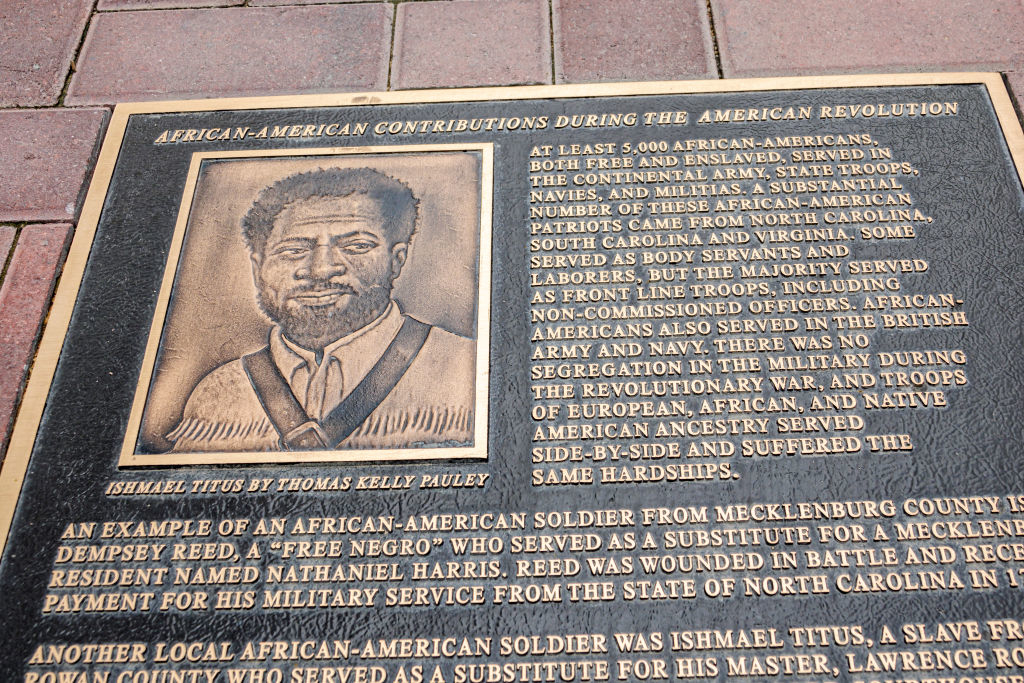 AFRICAN-AMERICAN CONTRIBUTIONS DURING THE AMERICAN REVOLUTION
AT LEAST 5,000 AFRICAN-AMERICANS,
BOTH FREE AND ENSLAVED, SERVED IN
THE CONTINENTAL ARMY, STATE TROOPS,
NAVIES, AND MILITIAS. A SUBSTANTIAL
NUMBER OF THESE AFRICAN-AMERICAN
PATRIOTS CAME FROM NORTH CAROLINA,
SOUTH CAROLINA AND VIRGINIA. SOME
SERVED AS BODY SERVANTS AND
LABORERS, BUT THE MAJORITY SERVED
AS FRONT LINE TROOPS, INCLUDING
NON-COMMISSIONED OFFICERS. AFRICAN-
AMERICANS ALSO SERVED IN THE BRITISH
ARMY AND NAVY. THERE WAS NO
SEGREGATION IN THE MILITARY DURING
THE REVOLUTIONARY WAR, AND TROOPS
OF EUROPEAN, AFRICAN, AND NATIVE
AMERICAN ANCESTRY SERVED
SIDE-BY-SIDE AND SUFFERED THE
SAME HARDSHIPS.
ISHMAEL TITUS BY THOMAS KELLY PAULEY
AN EXAMPLE OF AN AFRICAN-AMERICAN SOLDIER FROM MECKLENBURG COUNTY IS
DEMPSEY REED, A “FREE NEGRO” WHO SERVED AS A SUBSTITUTE FOR A
RESIDENT NAMED NATHANIEL HARRIS. REED WAS WOUNDED IN BATTLE AND
PAYMENT FOR HIS MILITARY SERVICE FROM THE STATE OF NORTH CAROLINA IN
ANOTHER LOCAL AFRICAN-AMERICAN SOLDIER WAS ISHMAEL TITUS, A SLAVE
ROWAN COUNTY WHO SERVED AS A SUBSTITUTE FOR HIS MASTER, LAWRENCE